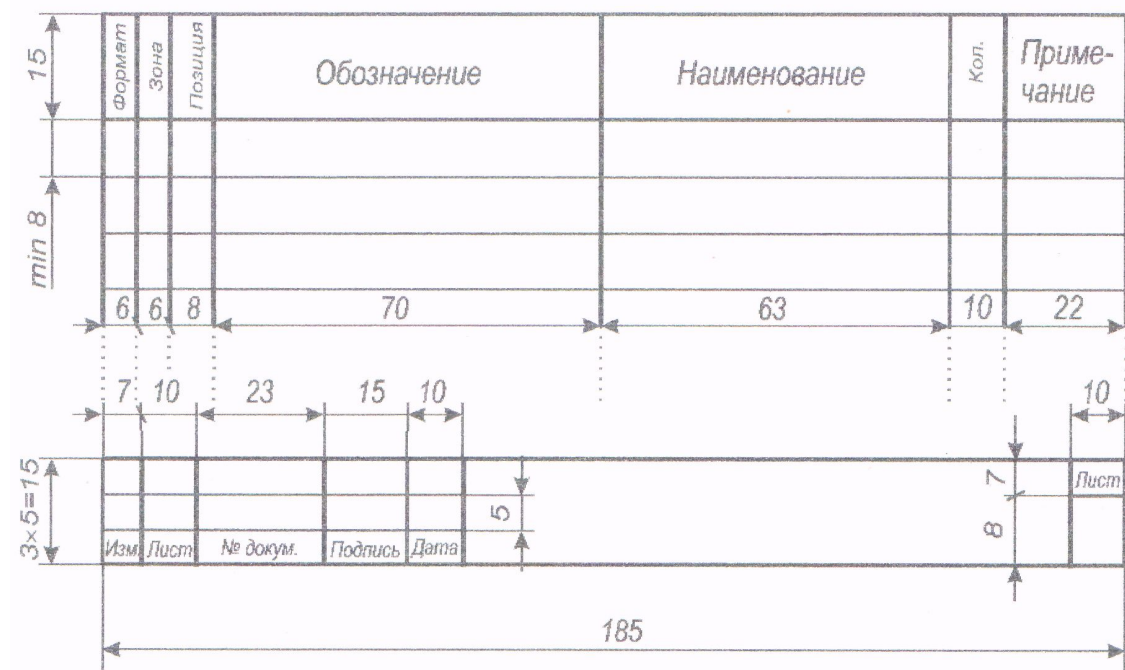 15
Формат
Зона
Позиция
Обозначение
Наименование
Кол.
Приме-
чание
min 8
6 6 8 70 63 10 22
7 10 23 15 10 10
3×5=15
5
7
8
Лист
Изм. Лист № докум. Подпись Дата
185